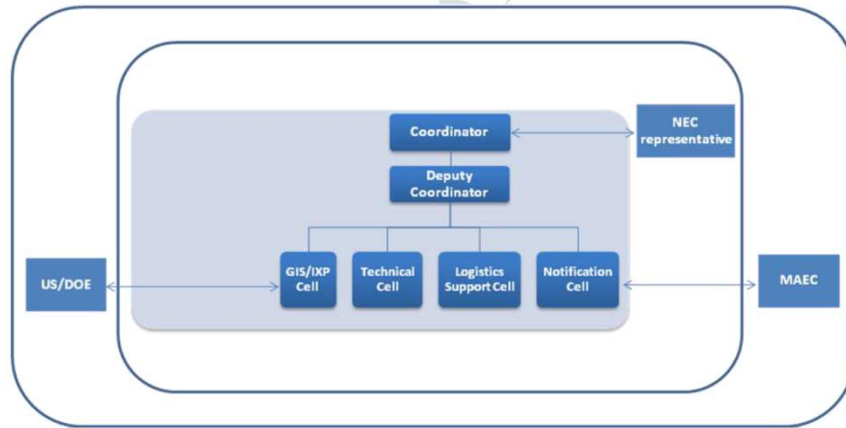 Coordinator
NEC
representative
Deputy
Coordinator
US/DOE
GIS/IXP
Cell
Technical
Cell
Logistics
Support Cell
Notification
Cell
MAEC